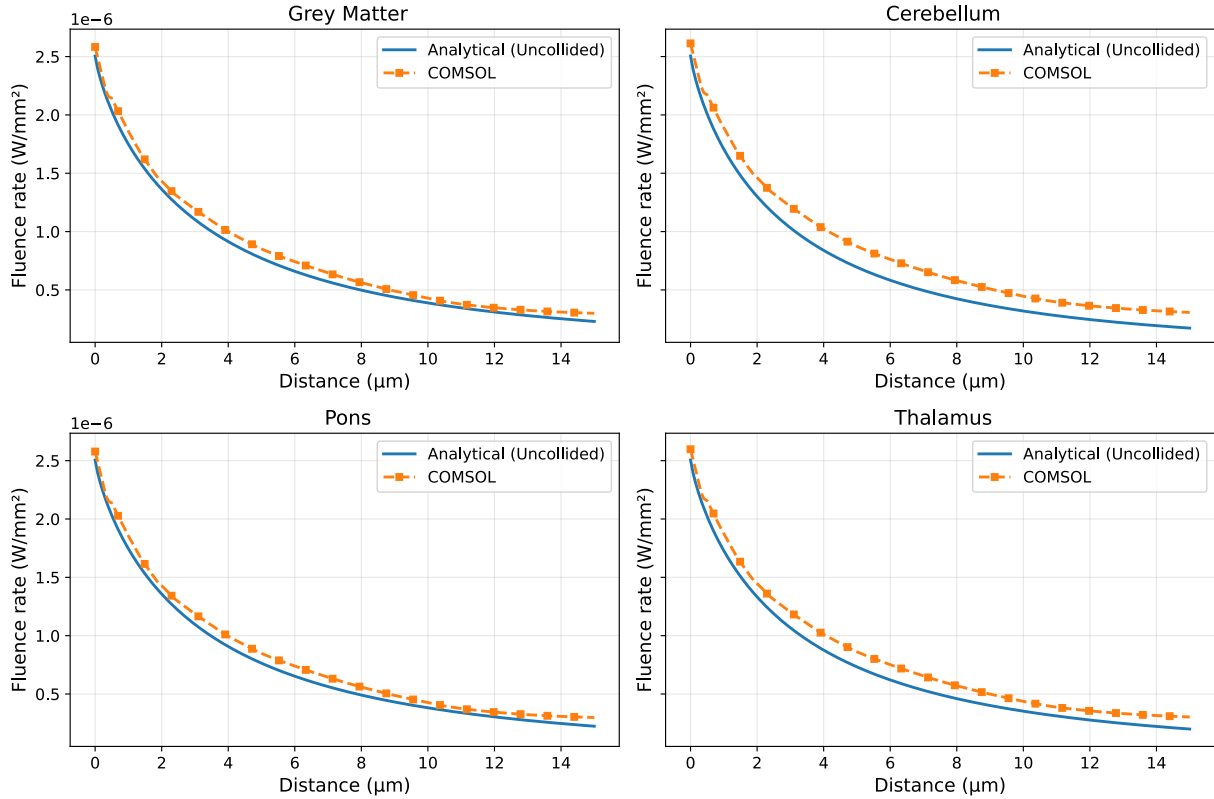 Grey Matter
1e−6
Fluence rate (W/mm²)
2.5
2.0
1.5
1.0
0.5
Analytical (Uncollided)
COMSOL
0 2 4 6 8 10 12 14
Distance (μm)
Cerebellum
Fluence rate (W/mm²)
Analytical (Uncollided)
COMSOL
0 2 4 6 8 10 12 14
Distance (μm)
Pons
1e−6
Fluence rate (W/mm²)
2.5
2.0
1.5
1.0
0.5
Analytical (Uncollided)
COMSOL
0 2 4 6 8 10 12 14
Distance (μm)
Thalamus
Fluence rate (W/mm²)
Analytical (Uncollided)
COMSOL
0 2 4 6 8 10 12 14
Distance (μm)